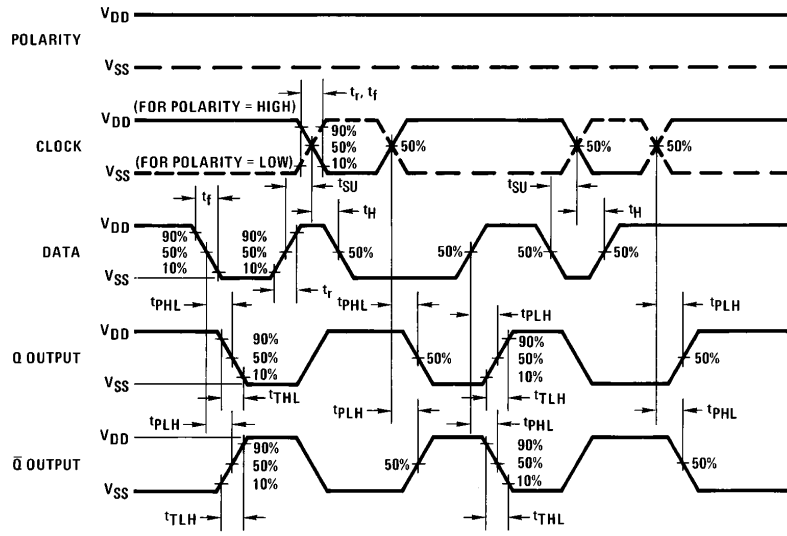 VDD
POLARITY
VSS
(FOR POLARITY = HIGH)
tr, tf
VDD
90%
CLOCK
50%
50%
50%
50%
(FOR POLARITY = LOW)
10%
VSS
tSU
tSU
tf
tH
tH
VDD
90%
90%
DATA
50%
50%
50%
50%
50%
50%
10%
10%
VSS
tr
tPHL
tPHL
tPLH
tPLH
VDD
90%
90%
Q OUTPUT
50%
50%
50%
50%
10%
10%
VSS
tTHL
tTLH
tPLH
tPLH
tPHL
tPHL
VDD
90%
90%
Q̄ OUTPUT
50%
50%
50%
50%
10%
10%
VSS
tTLH
tTHL